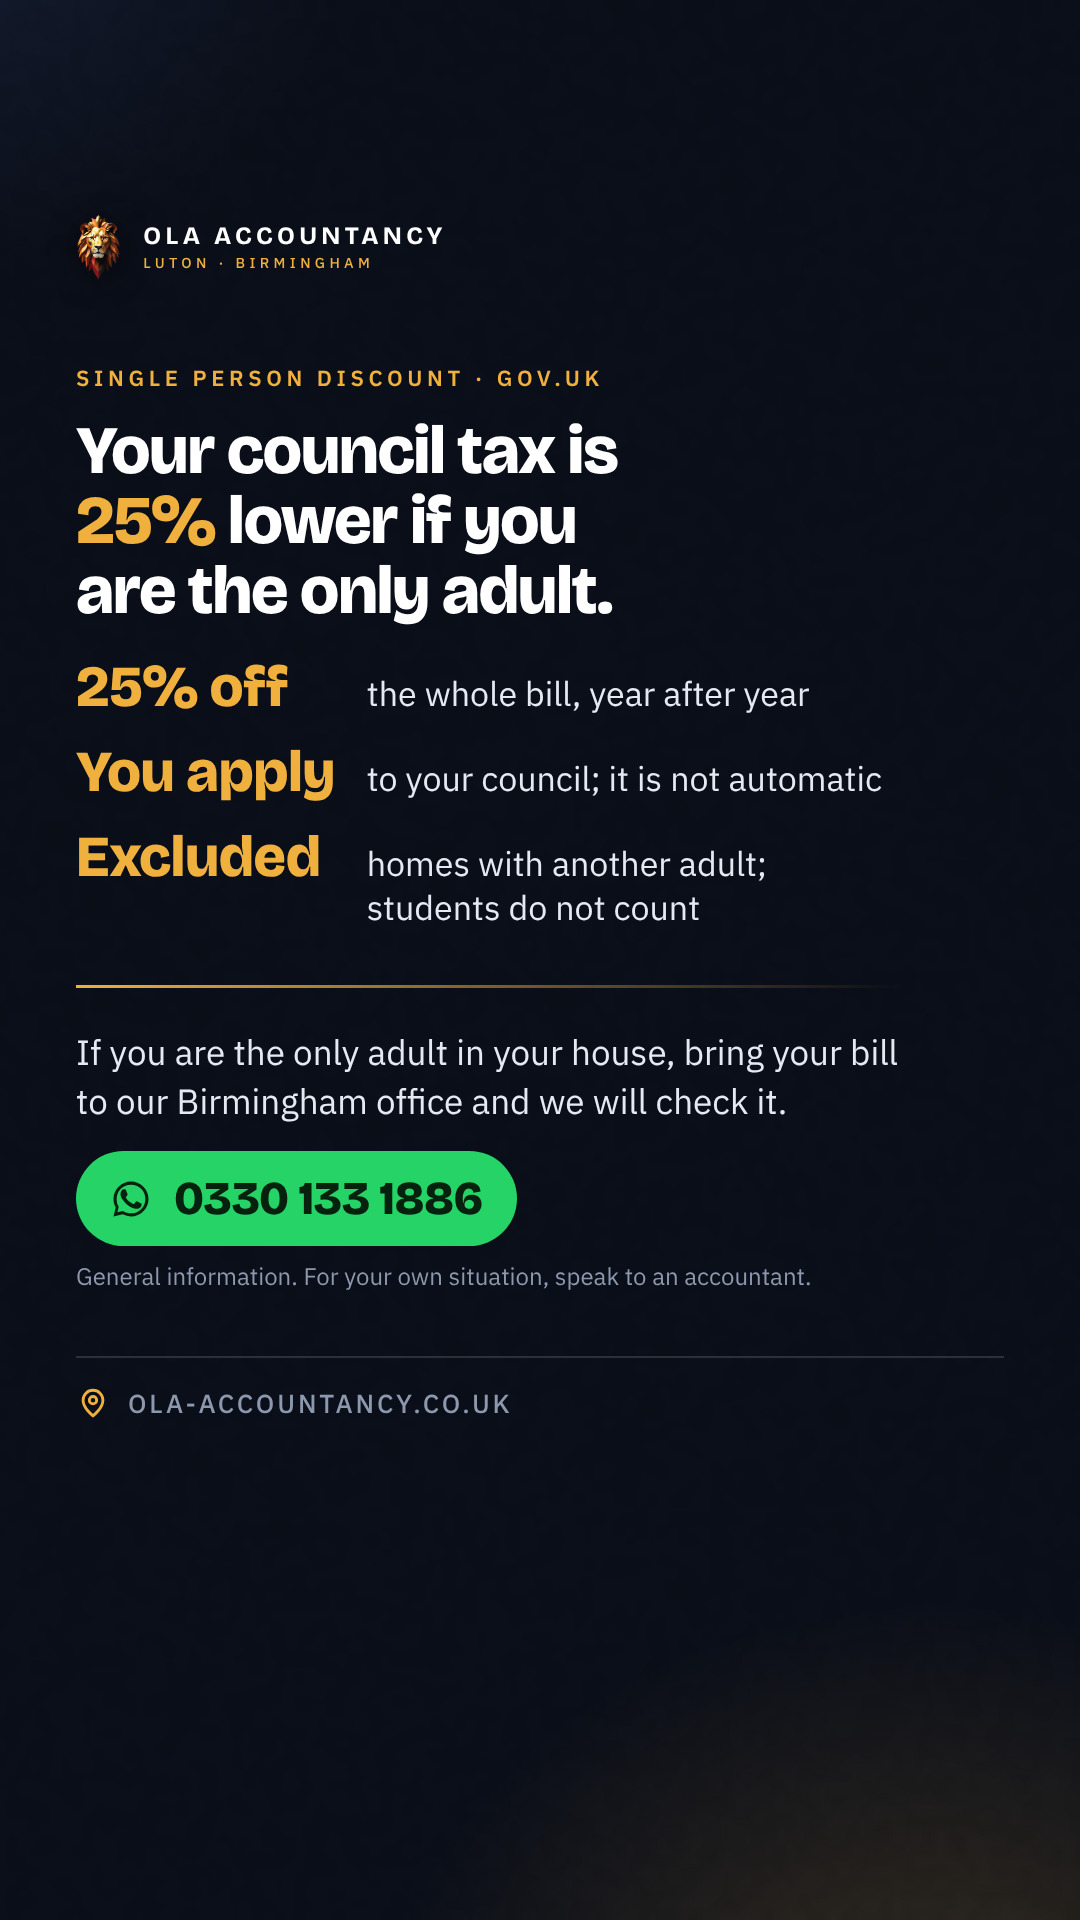 OLA ACCOUNTANCY
LUTON · BIRMINGHAM
SINGLE PERSON DISCOUNT · GOV.UK
Your council tax is
25% lower if you
are the only adult.
25% off the whole bill, year after year
You apply to your council; it is not automatic
Excluded homes with another adult;
students do not count
If you are the only adult in your house, bring your bill
to our Birmingham office and we will check it.
0330 133 1886
General information. For your own situation, speak to an accountant.
OLA-ACCOUNTANCY.CO.UK